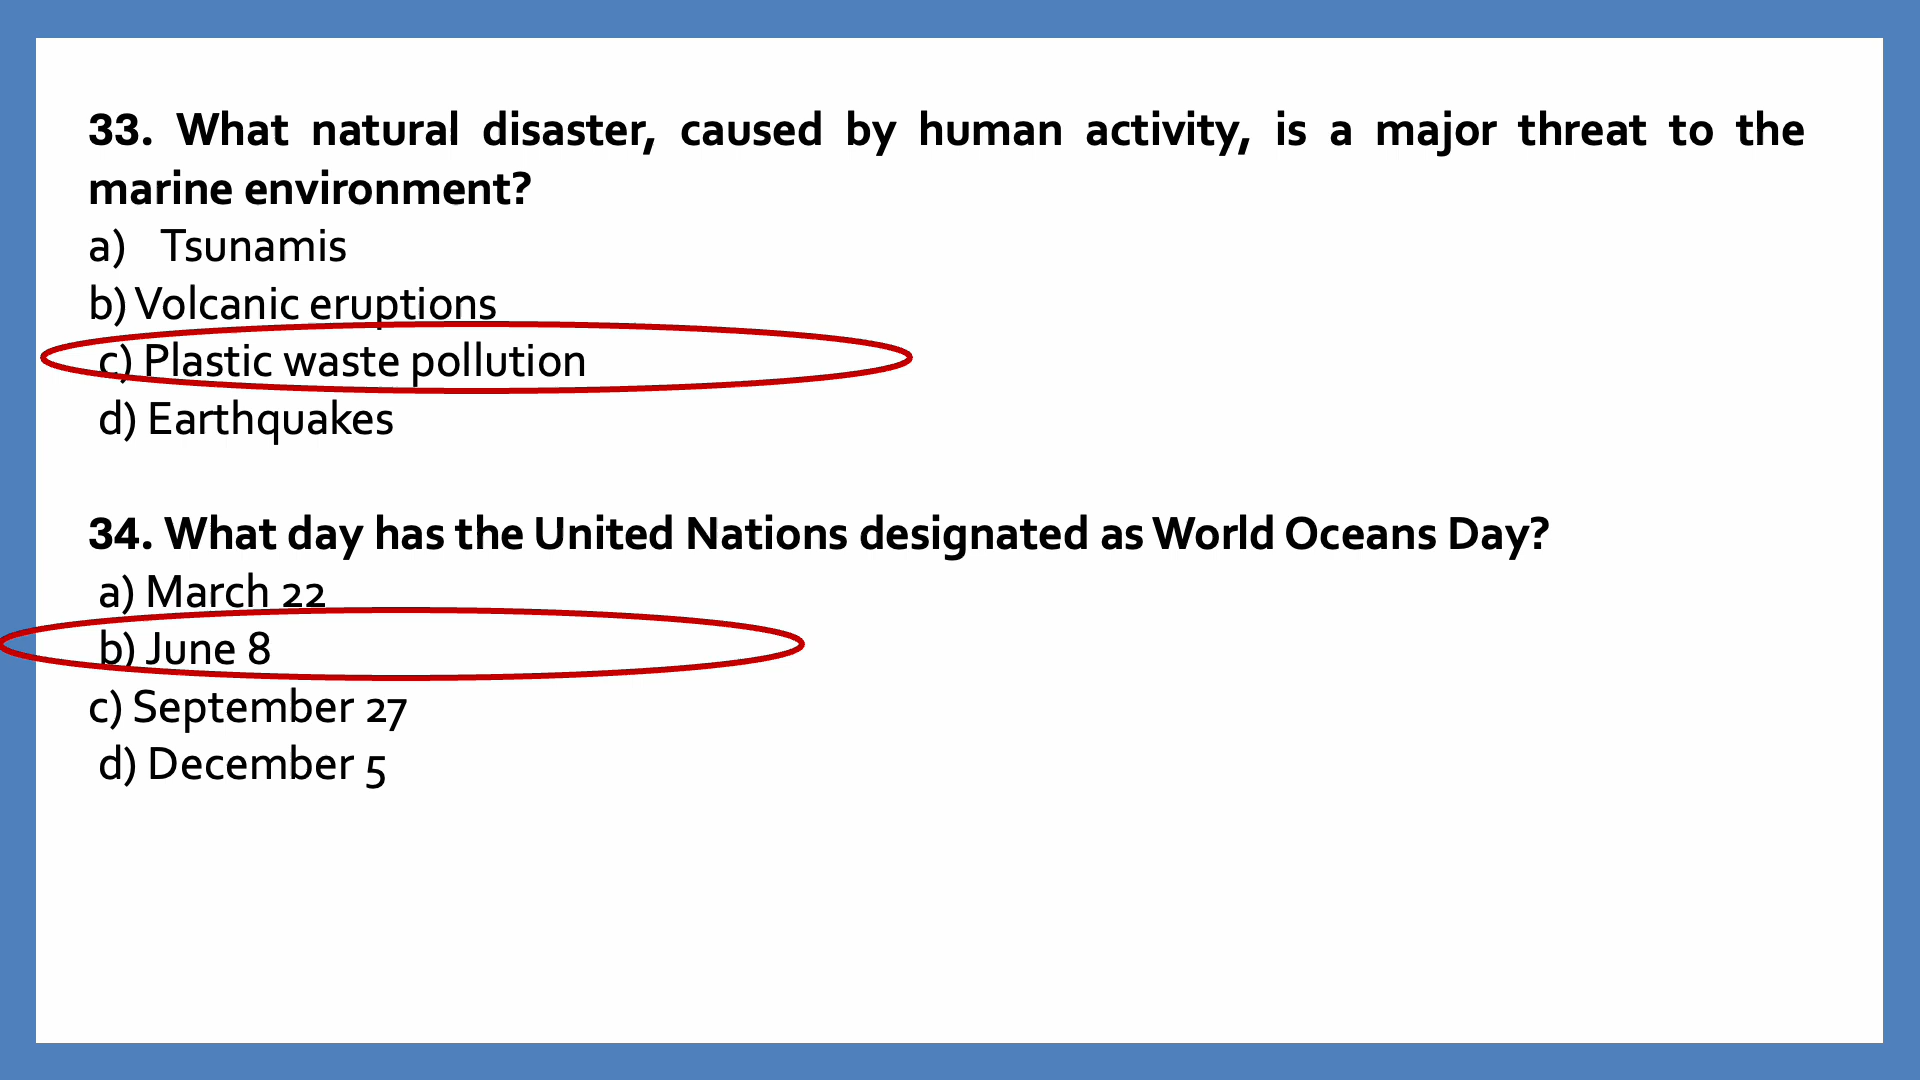 33. What natural disaster, caused by human activity, is a major threat to the
marine environment?
a) Tsunamis
b) Volcanic eruptions
c) Plastic waste pollution
d) Earthquakes
34. What day has the United Nations designated as World Oceans Day?
a) March 22
b) June 8
c) September 27
d) December 5